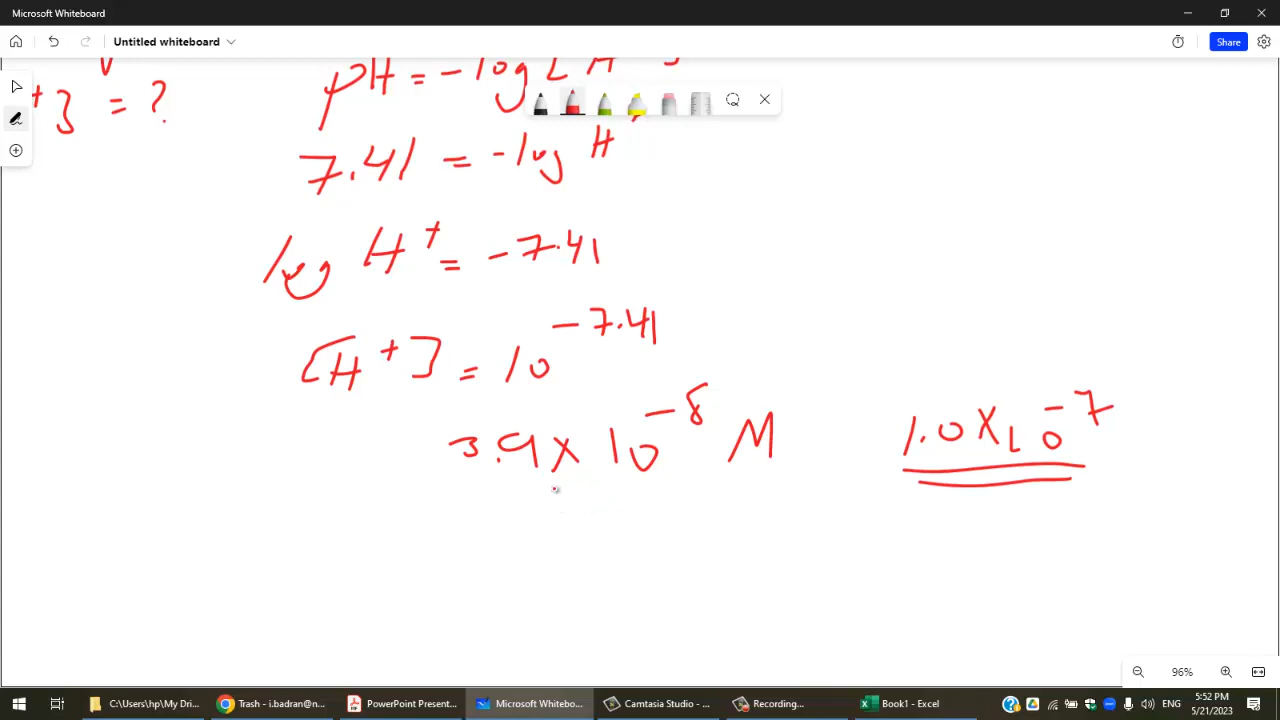 Microsoft Whiteboard
Untitled whiteboard
Share
+] = ?
pH = - log [ H
7.41 = - log H
log H+ = - 7.41
[H+] = 10-7.41
3.9 x 10-8 M
1.0 X 10-7
96%
C:\Users\hp\My Dri...
Trash - i.badran@n...
PowerPoint Present...
Microsoft Whiteboa...
Camtasia Studio - ...
Recording...
Book1 - Excel
ENG
5:52 PM
5/21/2023